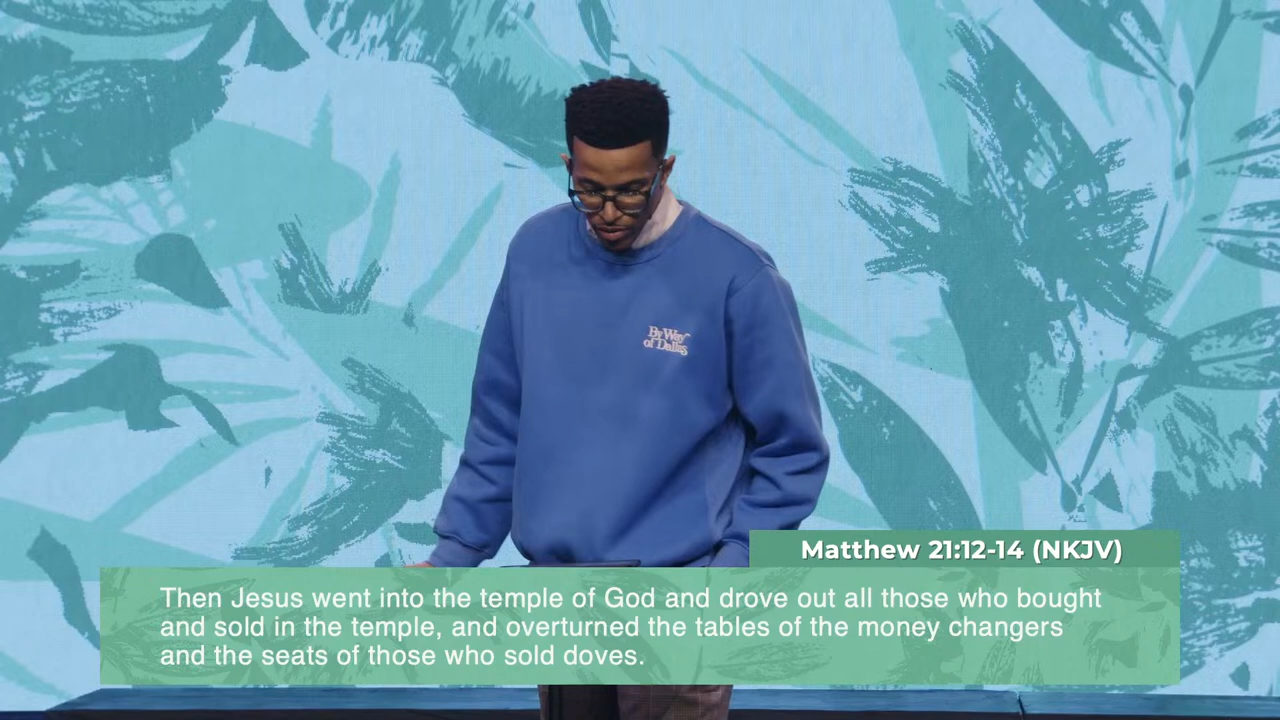 By Way
of Dallas
Matthew 21:12-14 (NKJV)
Then Jesus went into the temple of God and drove out all those who bought
and sold in the temple, and overturned the tables of the money changers
and the seats of those who sold doves.